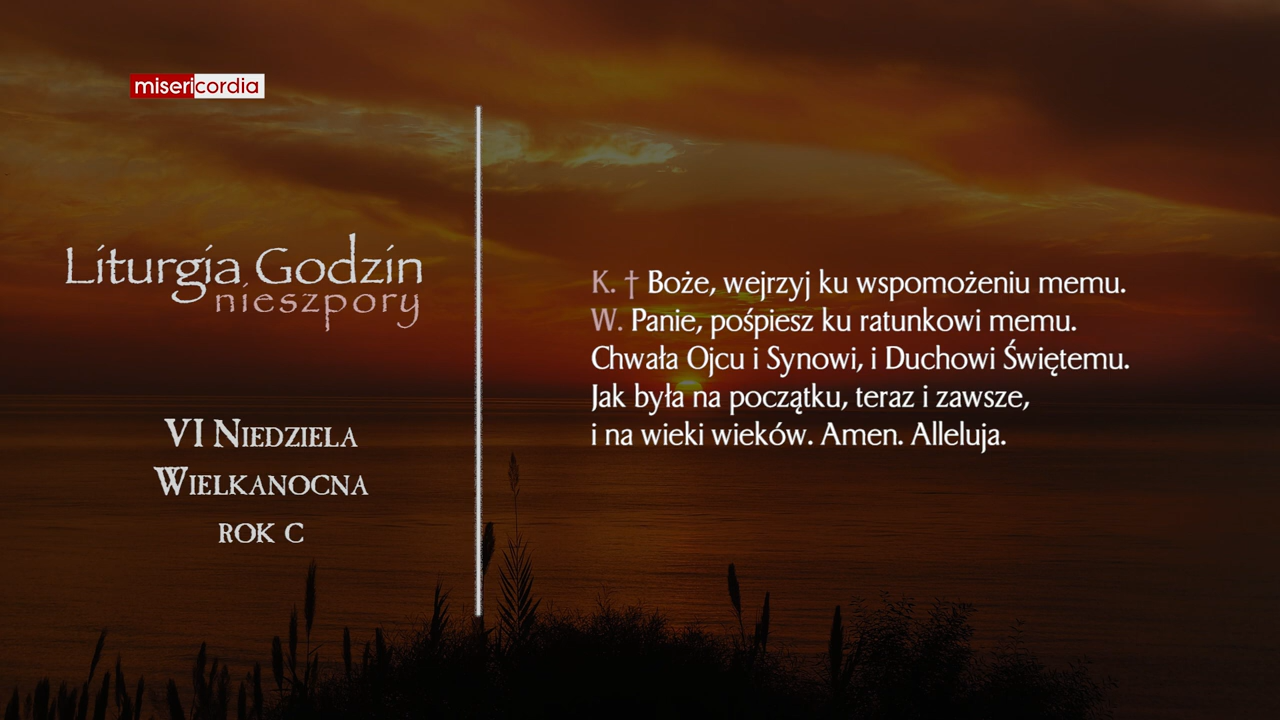 misericordia
Liturgia Godzin
nieszpory
VI Niedziela
Wielkanocna
rok C
K. † Boże, wejrzyj ku wspomożeniu memu.
W. Panie, pośpiesz ku ratunkowi memu.
Chwała Ojcu i Synowi, i Duchowi Świętemu.
Jak była na początku, teraz i zawsze,
i na wieki wieków. Amen. Alleluja.